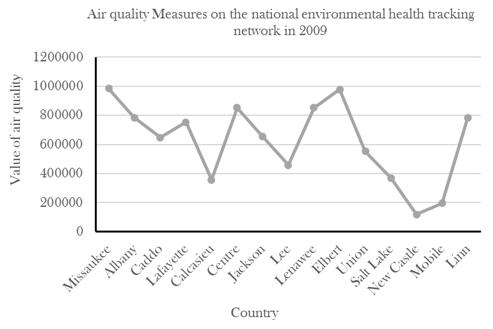 Air quality Measures on the national environmental health tracking
network in 2009
Value of air quality
1200000
1000000
800000
600000
400000
200000
0
Missaukee
Albany
Caddo
Lafayette
Calcasieu
Centre
Jackson
Lee
Lenawee
Elbert
Union
Salt Lake
New Castle
Mobile
Linn
Country